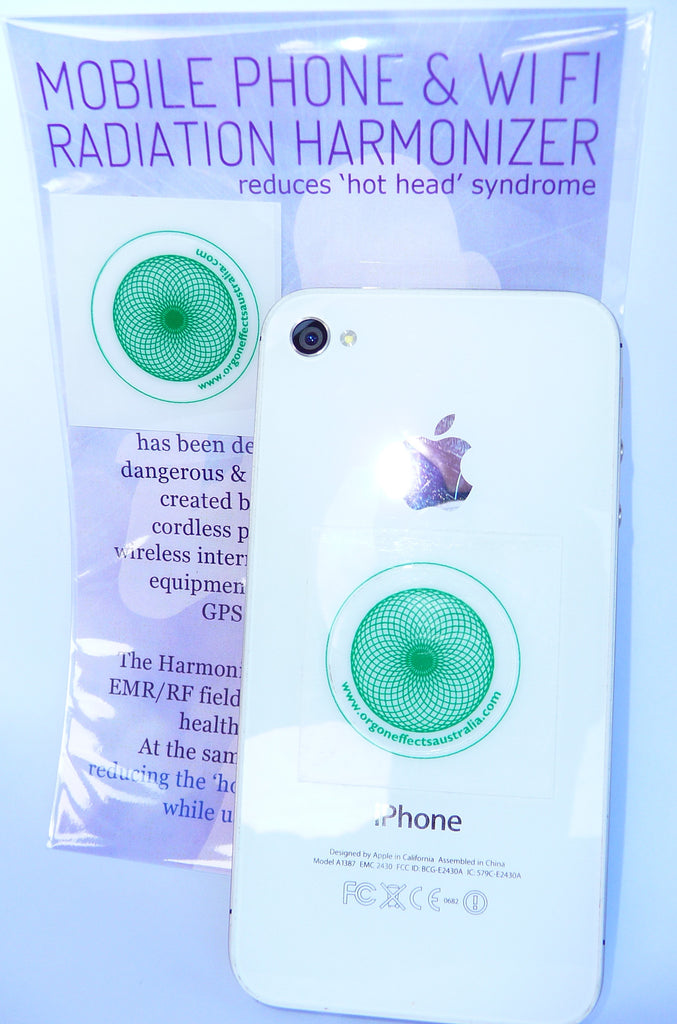 MOBILE PHONE & WI FI
RADIATION HARMONIZER
reduces ‘hot head’ syndrome
www.orgoneffectsaustralia.com
has been de
dangerous &
created b
cordless p
wireless inter
equipmen
GPS
The Harmoni
EMR/RF field
health
At the sam
reducing the ‘ho
while u
www.orgoneffectsaustralia.com
iPhone
Designed by Apple in California Assembled in China
Model A1387 EMC 2430 FCC ID: BCG-E2430A IC: 579C-E2430A
FC CE 0682